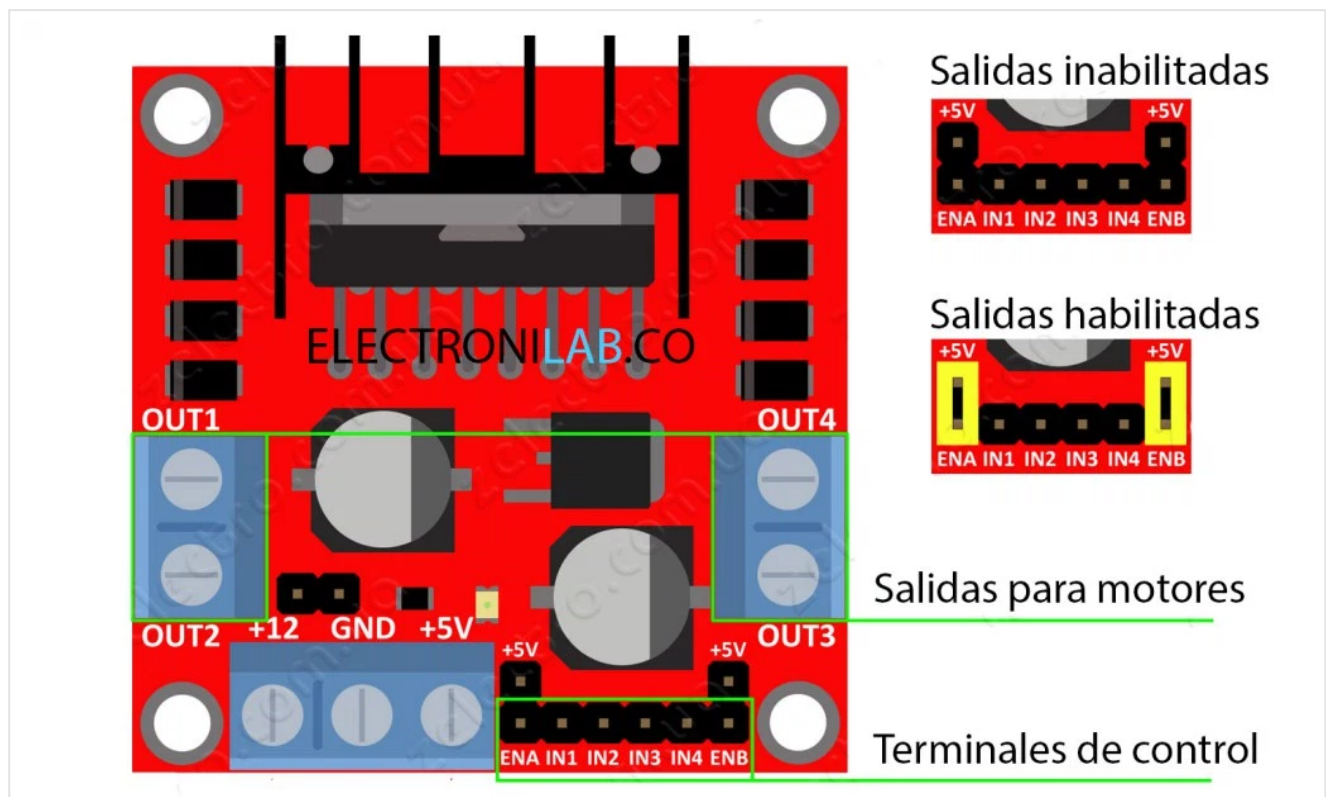 Salidas inabilitadas
+5V +5V
ENA IN1 IN2 IN3 IN4 ENB
Salidas habilitadas
+5V +5V
ENA IN1 IN2 IN3 IN4 ENB
ELECTRONILAB.CO
OUT1 OUT4
Salidas para motores
OUT2 +12 GND +5V OUT3
+5V +5V
ENA IN1 IN2 IN3 IN4 ENB
Terminales de control